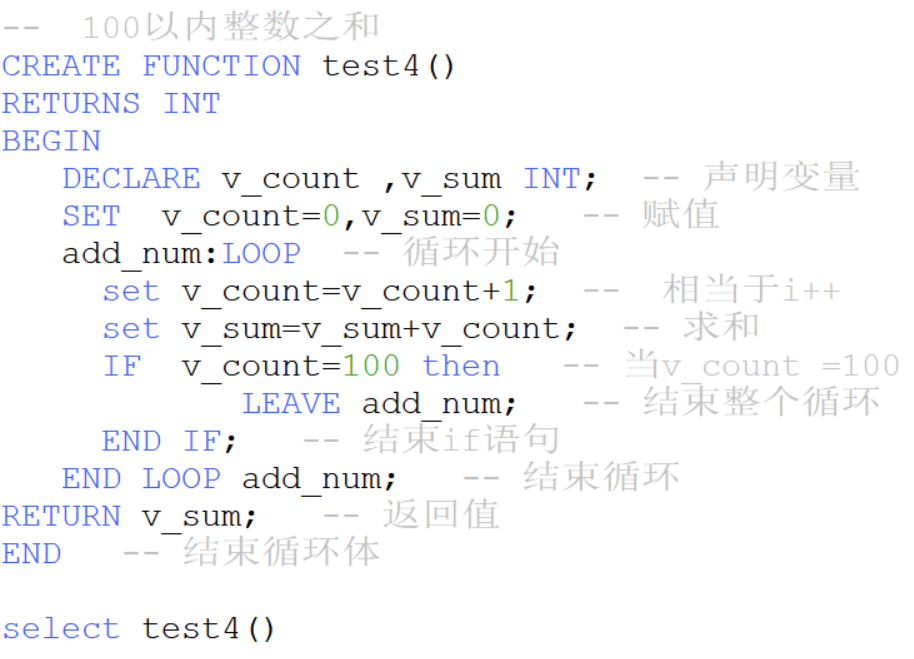 --  100以内整数之和
CREATE FUNCTION test4()
RETURNS INT
BEGIN
   DECLARE v_count ,v_sum INT;  -- 声明变量
   SET  v_count=0,v_sum=0;   -- 赋值
   add_num:LOOP  -- 循环开始
     set v_count=v_count+1;  --  相当于i++
     set v_sum=v_sum+v_count;  -- 求和
     IF  v_count=100 then   -- 当v_count =100
            LEAVE add_num;   -- 结束整个循环
     END IF;   -- 结束if语句
   END LOOP add_num;   -- 结束循环
RETURN v_sum;   -- 返回值
END   -- 结束循环体
select test4()